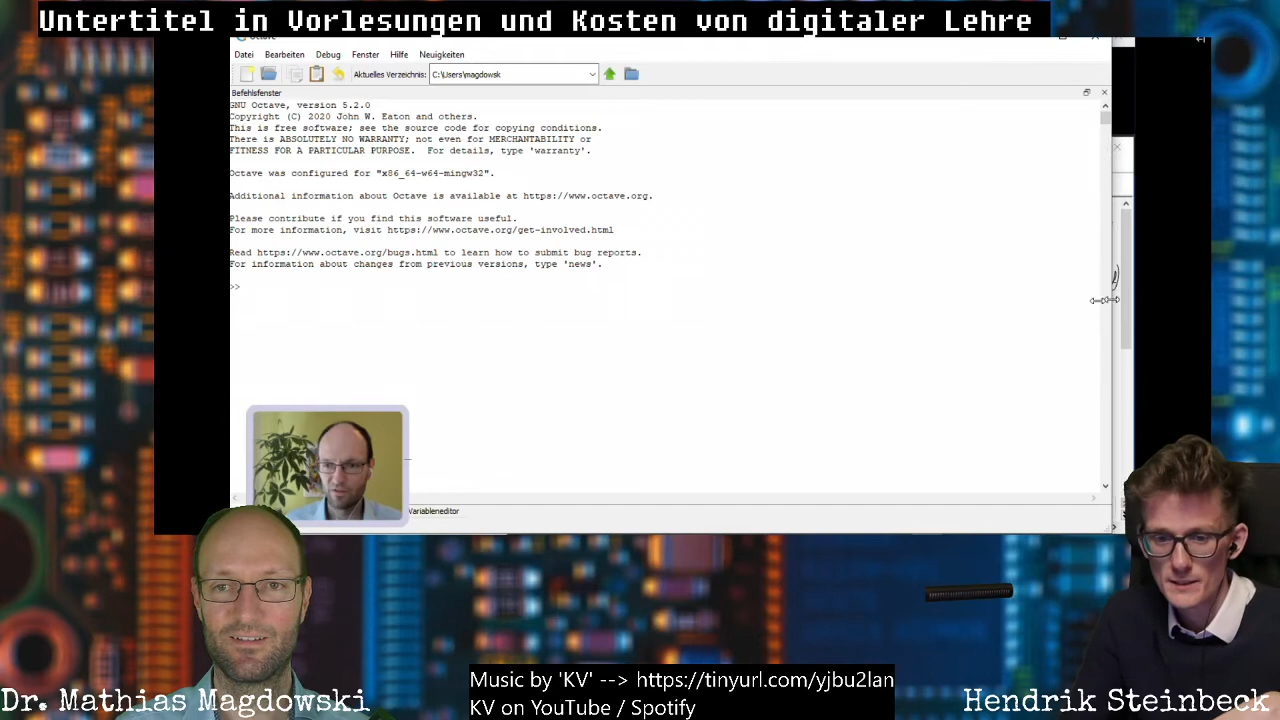 Untertitel in Vorlesungen und Kosten von digitaler Lehre
Octave
Datei Bearbeiten Debug Fenster Hilfe Neuigkeiten
Aktuelles Verzeichnis: C:\Users\magdowsk
Befehlsfenster
GNU Octave, version 5.2.0
Copyright (C) 2020 John W. Eaton and others.
This is free software; see the source code for copying conditions.
There is ABSOLUTELY NO WARRANTY; not even for MERCHANTABILITY or
FITNESS FOR A PARTICULAR PURPOSE. For details, type 'warranty'.
Octave was configured for "x86_64-w64-mingw32".
Additional information about Octave is available at https://www.octave.org.
Please contribute if you find this software useful.
For more information, visit https://www.octave.org/get-involved.html
Read https://www.octave.org/bugs.html to learn how to submit bug reports.
For information about changes from previous versions, type 'news'.
>>
Variableneditor
Dr. Mathias Magdowski
Music by 'KV' --> https://tinyurl.com/yjbu2lan
KV on YouTube / Spotify
Hendrik Steinbeck